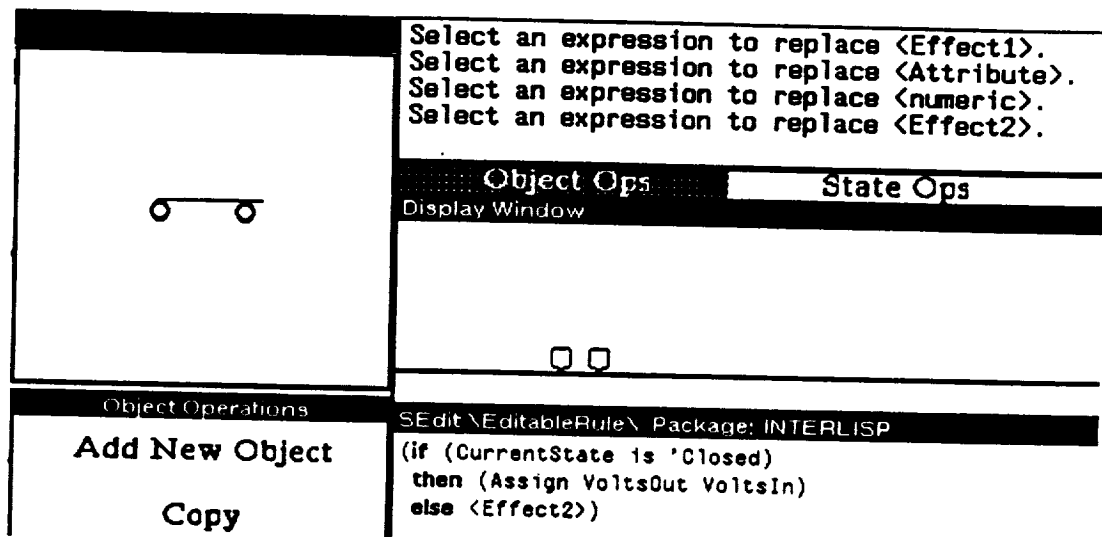 Select an expression to replace <Effect1>.
Select an expression to replace <Attribute>.
Select an expression to replace <numeric>.
Select an expression to replace <Effect2>.
Object Ops State Ops
Display Window
Object Operations
Add New Object
Copy
SEdit \EditableRule\ Package: INTERLISP
(if (CurrentState is 'Closed)
then (Assign VoltsOut VoltsIn)
else <Effect2>)